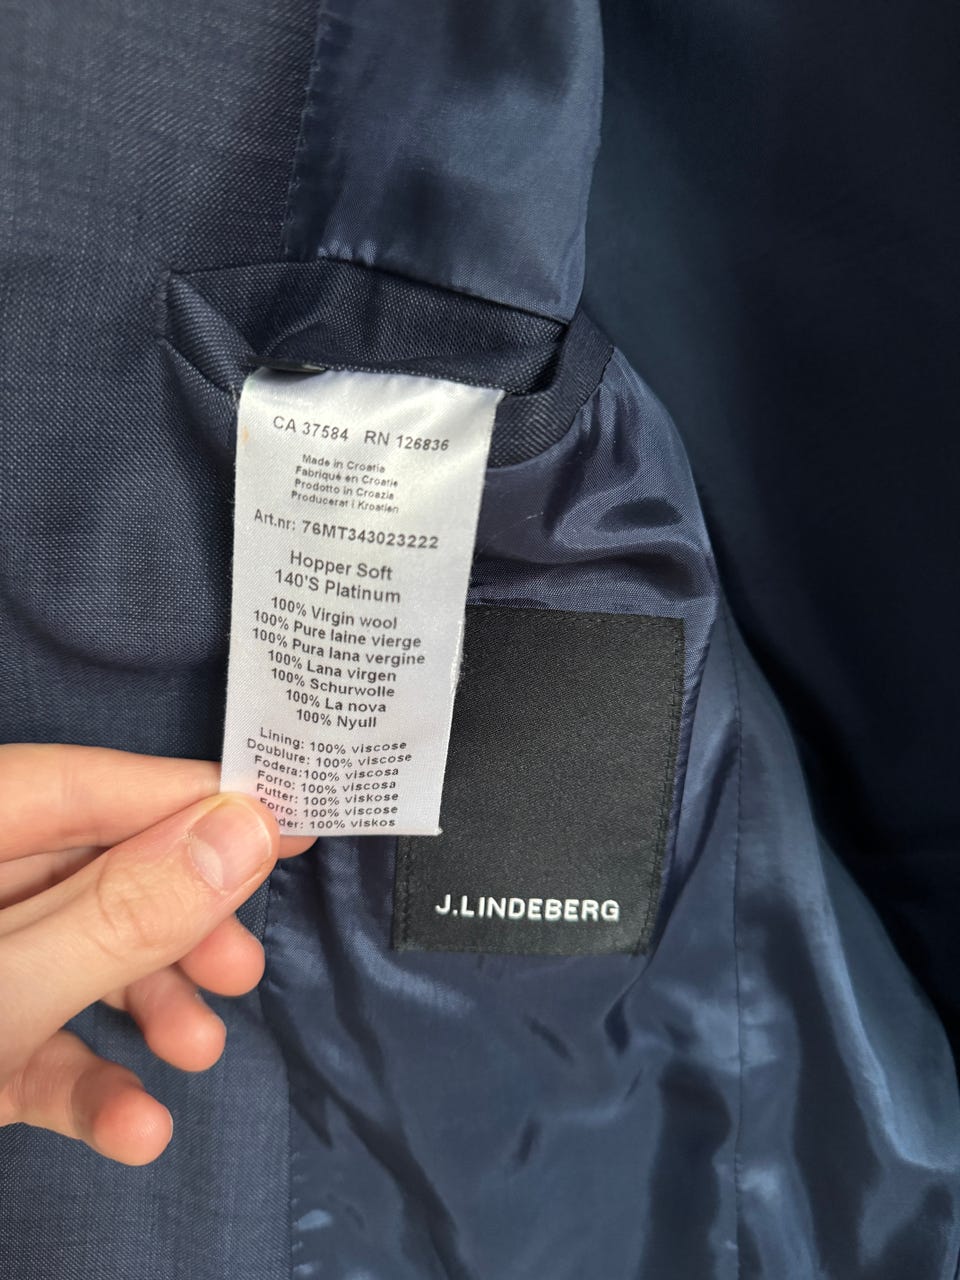 CA 37584 RN 126836
Made in Croatia
Fabriqué en Croatie
Prodotto in Croazia
Producerat i Kroatien
Art.nr: 76MT343023222
Hopper Soft
140'S Platinum
100% Virgin wool
100% Pure laine vierge
100% Pura lana vergine
100% Lana virgen
100% Schurwolle
100% La nova
100% Nyull
Lining: 100% viscose
Doublure: 100% viscose
Fodera:100% viscosa
Forro: 100% viscosa
Futter: 100% viskose
Forro: 100% viscose
der: 100% viskos
J.LINDEBERG